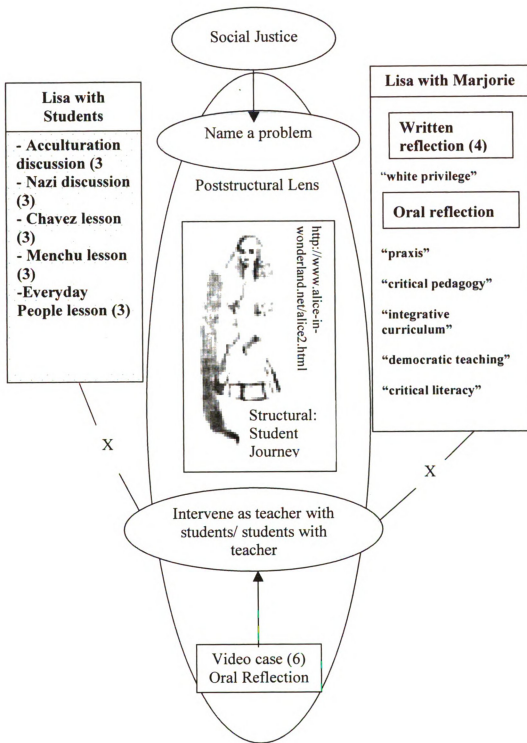 Social Justice
Lisa with
Students
- Acculturation
discussion (3
- Nazi discussion
(3)
- Chavez lesson
(3)
- Menchu lesson
(3)
-Everyday
People lesson (3)
X
Name a problem
Poststructural Lens
http://www.alice-in-
wonderland.net/alice2.html
Structural:
Student
Journey
Intervene as teacher with
students/ students with
teacher
Video case (6)
Oral Reflection
Lisa with Marjorie
Written
reflection (4)
“white privilege”
Oral reflection
“praxis”
“critical pedagogy”
“integrative
curriculum”
“democratic teaching”
“critical literacy”
X